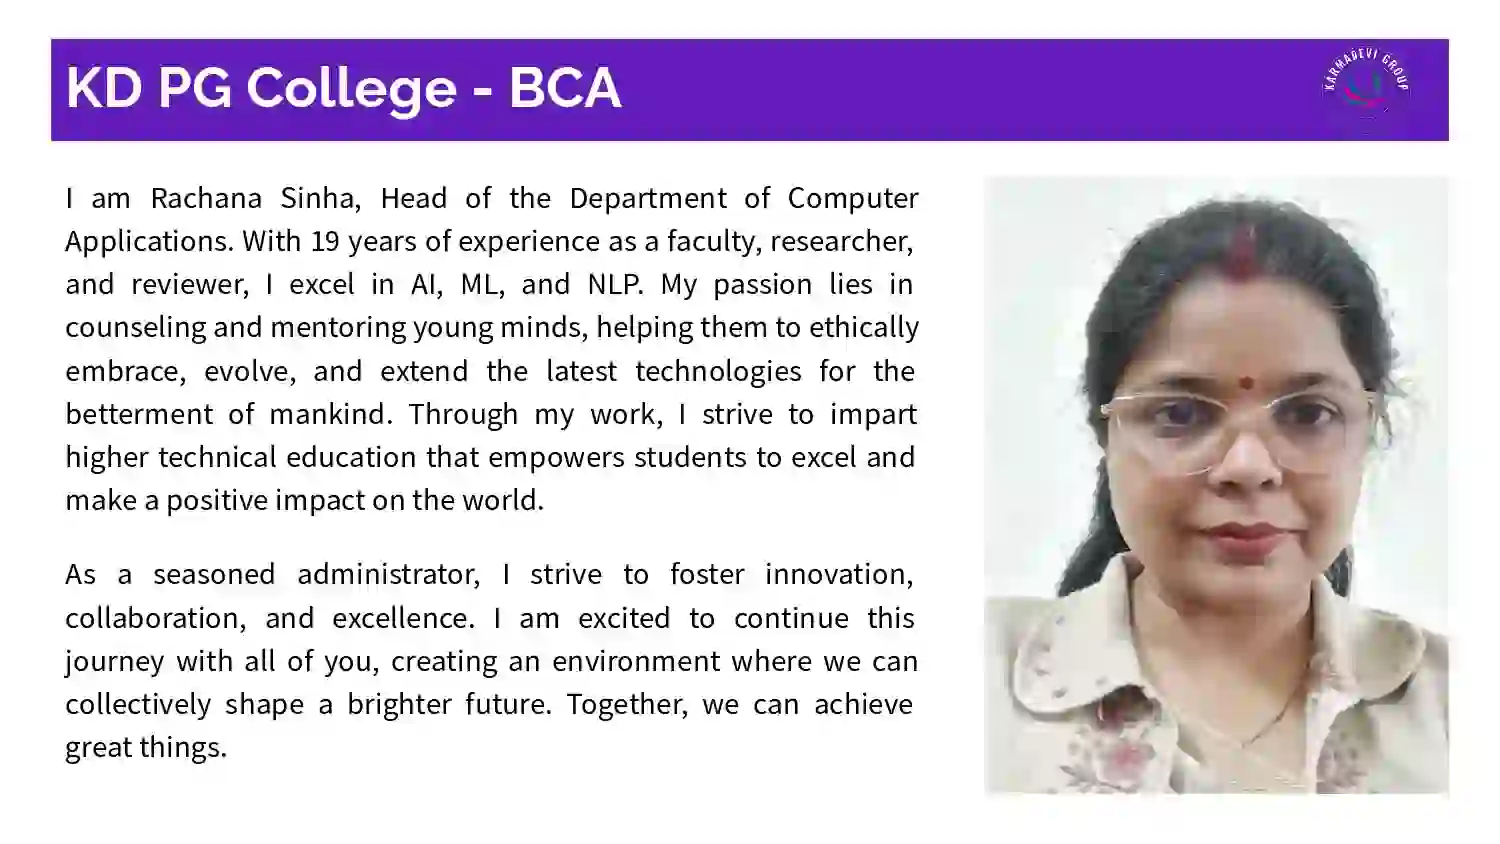 KD PG College - BCA
KARMADEVI GROUP
I am Rachana Sinha, Head of the Department of Computer
Applications. With 19 years of experience as a faculty, researcher,
and reviewer, I excel in AI, ML, and NLP. My passion lies in
counseling and mentoring young minds, helping them to ethically
embrace, evolve, and extend the latest technologies for the
betterment of mankind. Through my work, I strive to impart
higher technical education that empowers students to excel and
make a positive impact on the world.
As a seasoned administrator, I strive to foster innovation,
collaboration, and excellence. I am excited to continue this
journey with all of you, creating an environment where we can
collectively shape a brighter future. Together, we can achieve
great things.